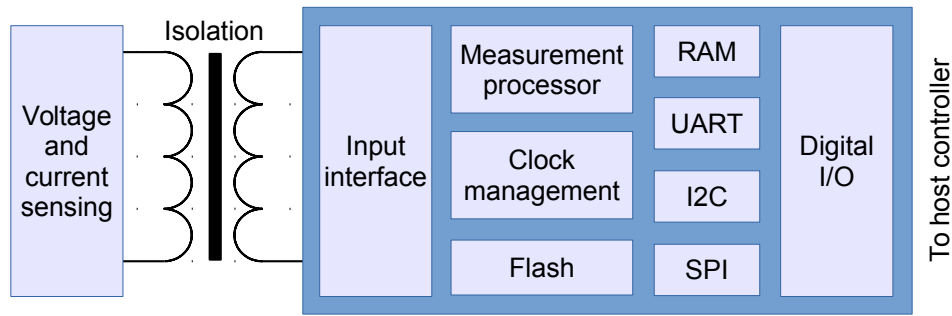 Isolation
Voltage
and
current
sensing
Input
interface
Measurement
processor
Clock
management
Flash
RAM
UART
I2C
SPI
Digital
I/O
To host controller